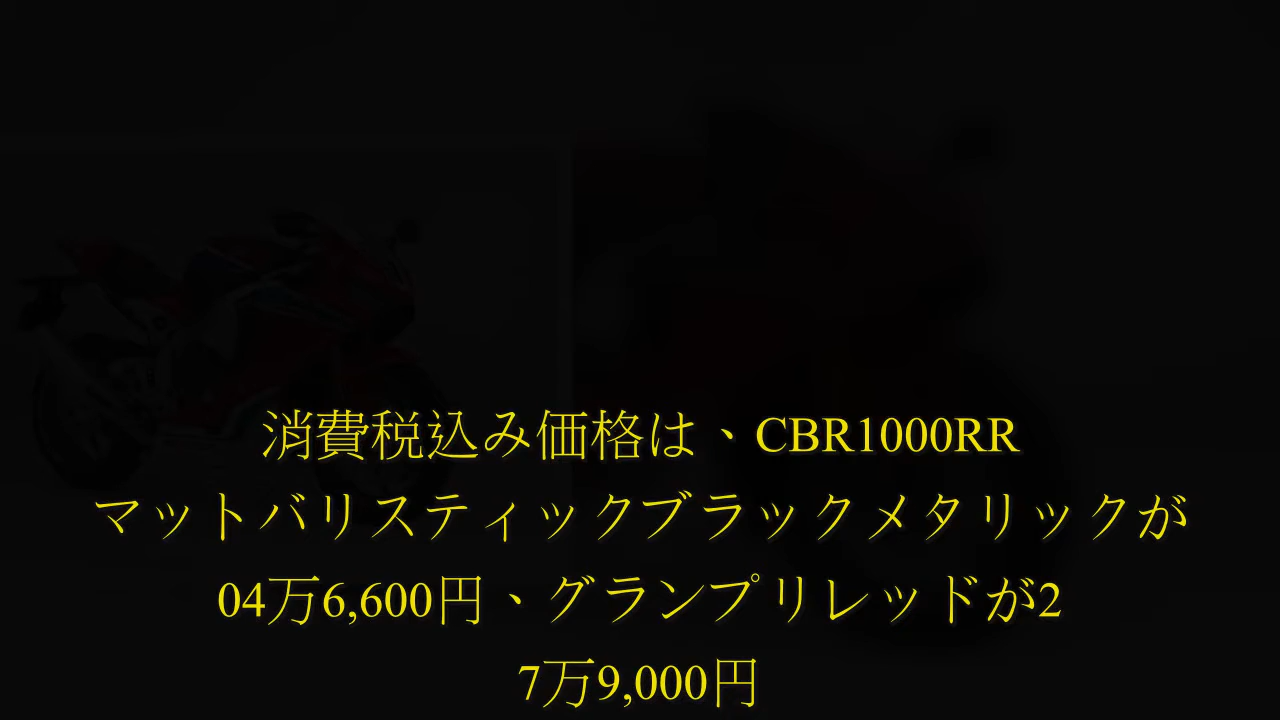 消費税込み価格は、CBR1000RR
マットバリスティックブラックメタリックが
04万6,600円、グランプリレッドが2
7万9,000円